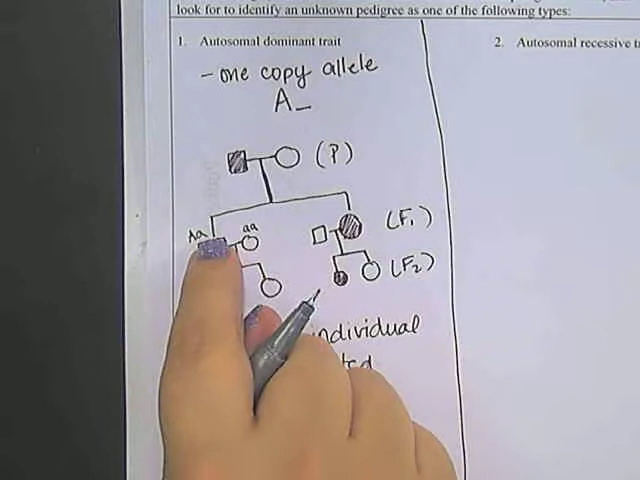 look for to identify an unknown pedigree as one of the following types:
1. Autosomal dominant trait
2. Autosomal recessive
- one copy allele
A_
(P)
Aa
aa
(F1)
(F2)
individual